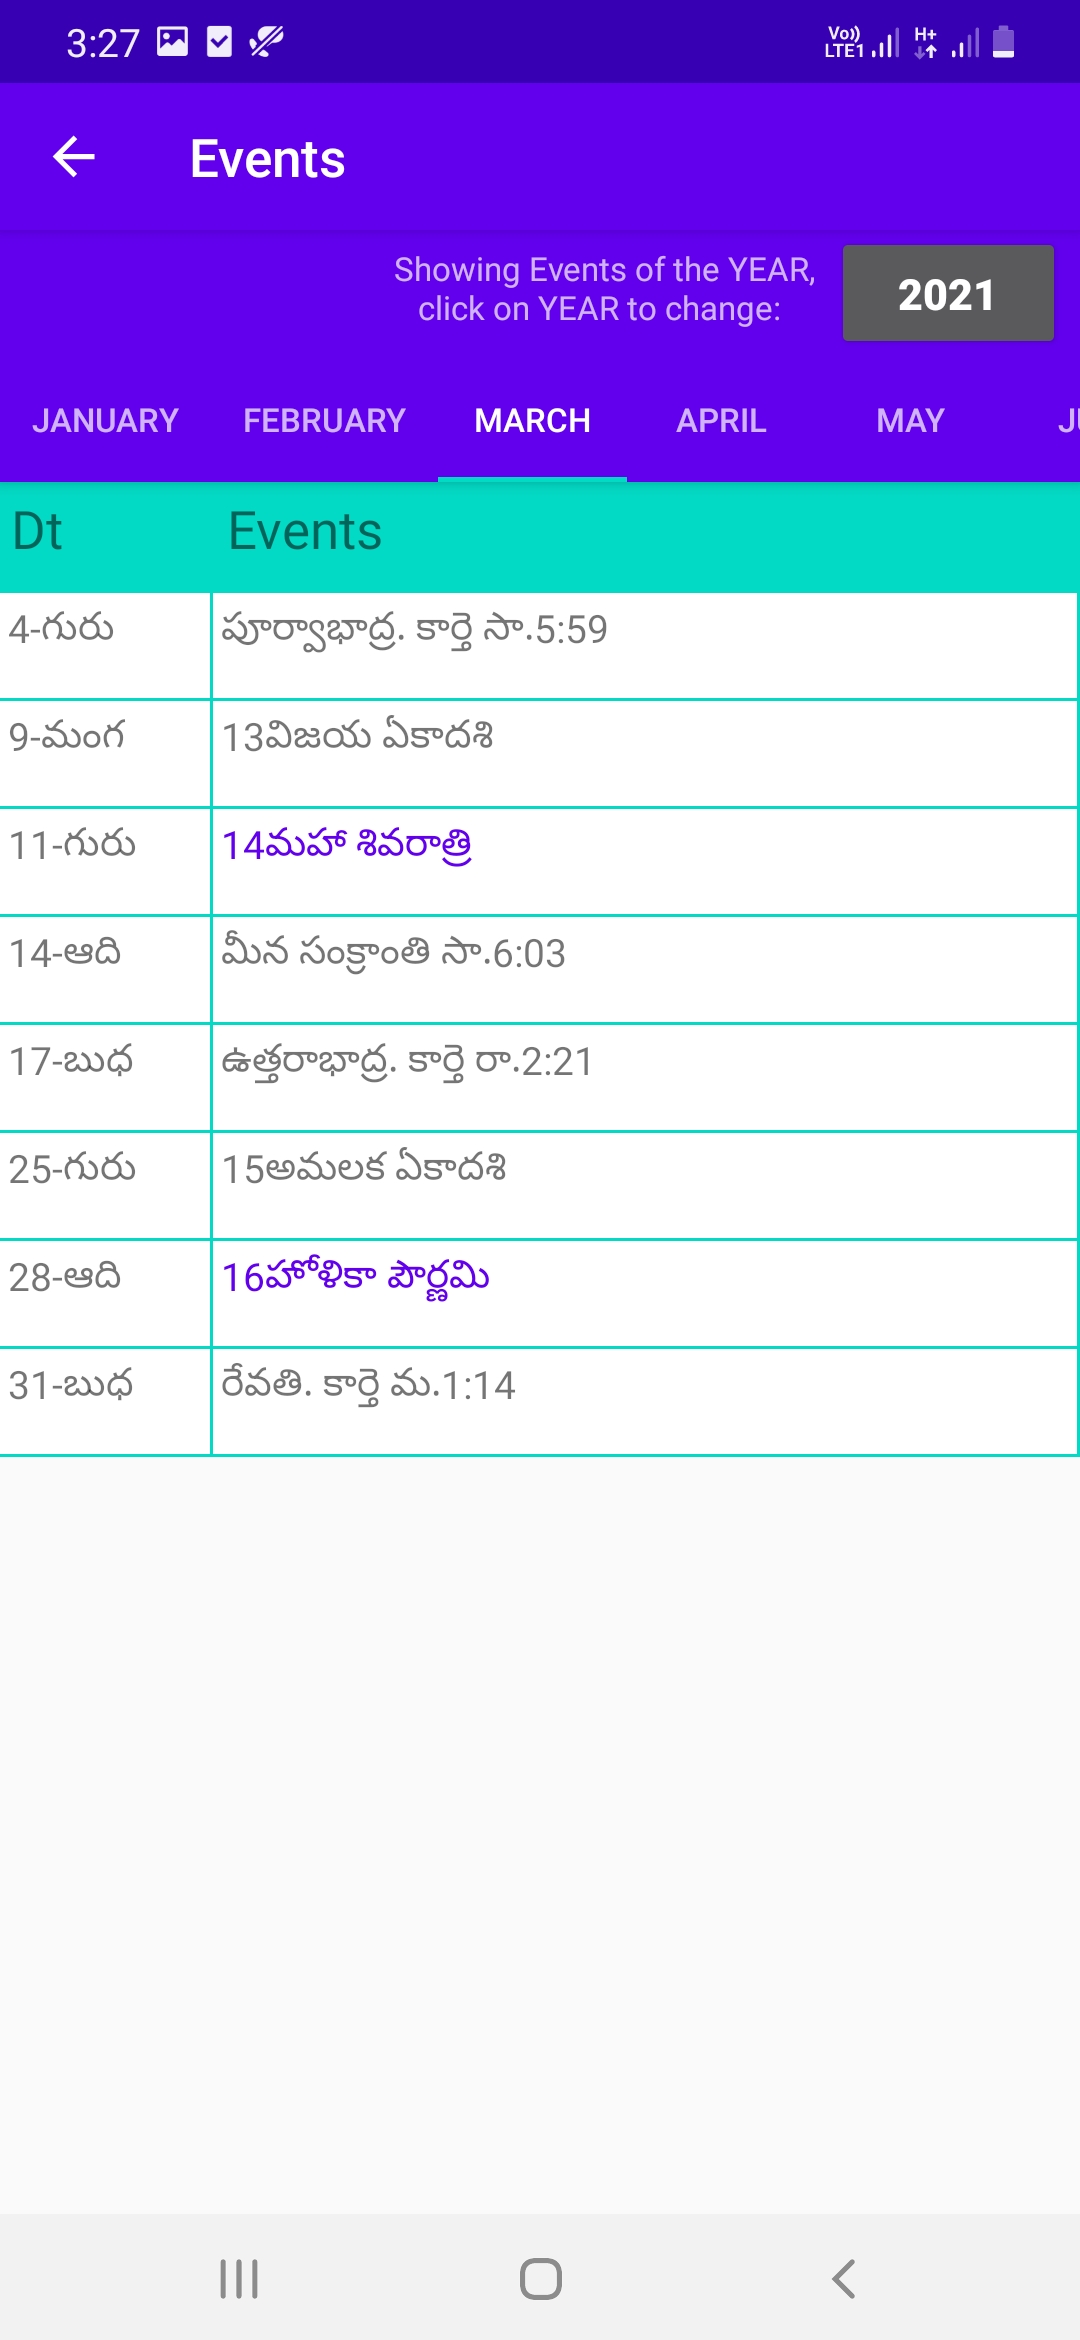 3:27 Vo)) LTE1 H+
Events
Showing Events of the YEAR,
click on YEAR to change:
2021
JANUARY FEBRUARY MARCH APRIL MAY
Dt Events
4-గురు పూర్వాభాద్ర. కార్తె సా.5:59
9-మంగ 13విజయ ఏకాదశి
11-గురు 14మహా శివరాత్రి
14-ఆది మీన సంక్రాంతి సా.6:03
17-బుధ ఉత్తరాభాద్ర. కార్తె రా.2:21
25-గురు 15అమలక ఏకాదశి
28-ఆది 16హోళికా పౌర్ణమి
31-బుధ రేవతి. కార్తె మ.1:14